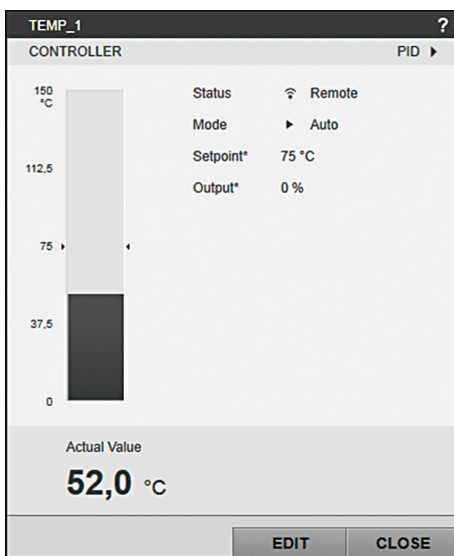 TEMP_1 ?
CONTROLLER PID
150
°C
112,5
75
37,5
0
Status Remote
Mode Auto
Setpoint* 75 °C
Output* 0 %
Actual Value
52,0 °C
EDIT CLOSE